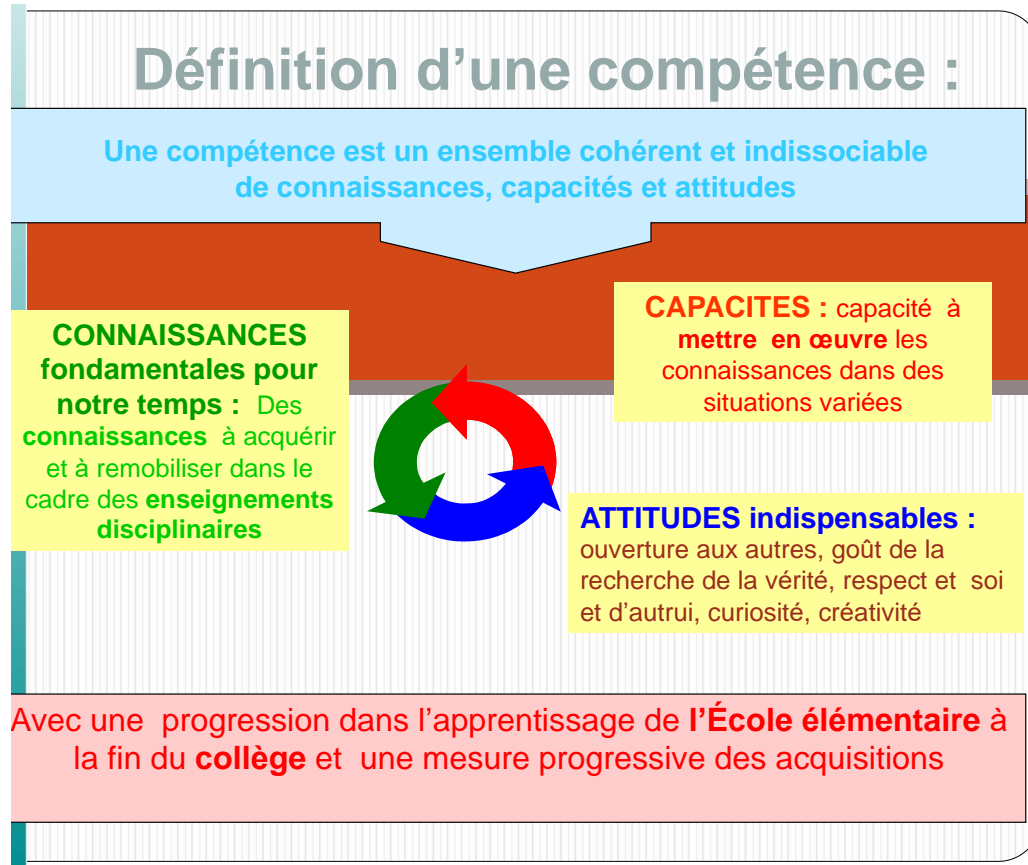 Définition d’une compétence :
Une compétence est un ensemble cohérent et indissociable
de connaissances, capacités et attitudes
CONNAISSANCES
fondamentales pour
notre temps : Des
connaissances à acquérir
et à remobiliser dans le
cadre des enseignements
disciplinaires
CAPACITES : capacité à
mettre en œuvre les
connaissances dans des
situations variées
ATTITUDES indispensables :
ouverture aux autres, goût de la
recherche de la vérité, respect et soi
et d’autrui, curiosité, créativité
Avec une progression dans l’apprentissage de l’École élémentaire à
la fin du collège et une mesure progressive des acquisitions